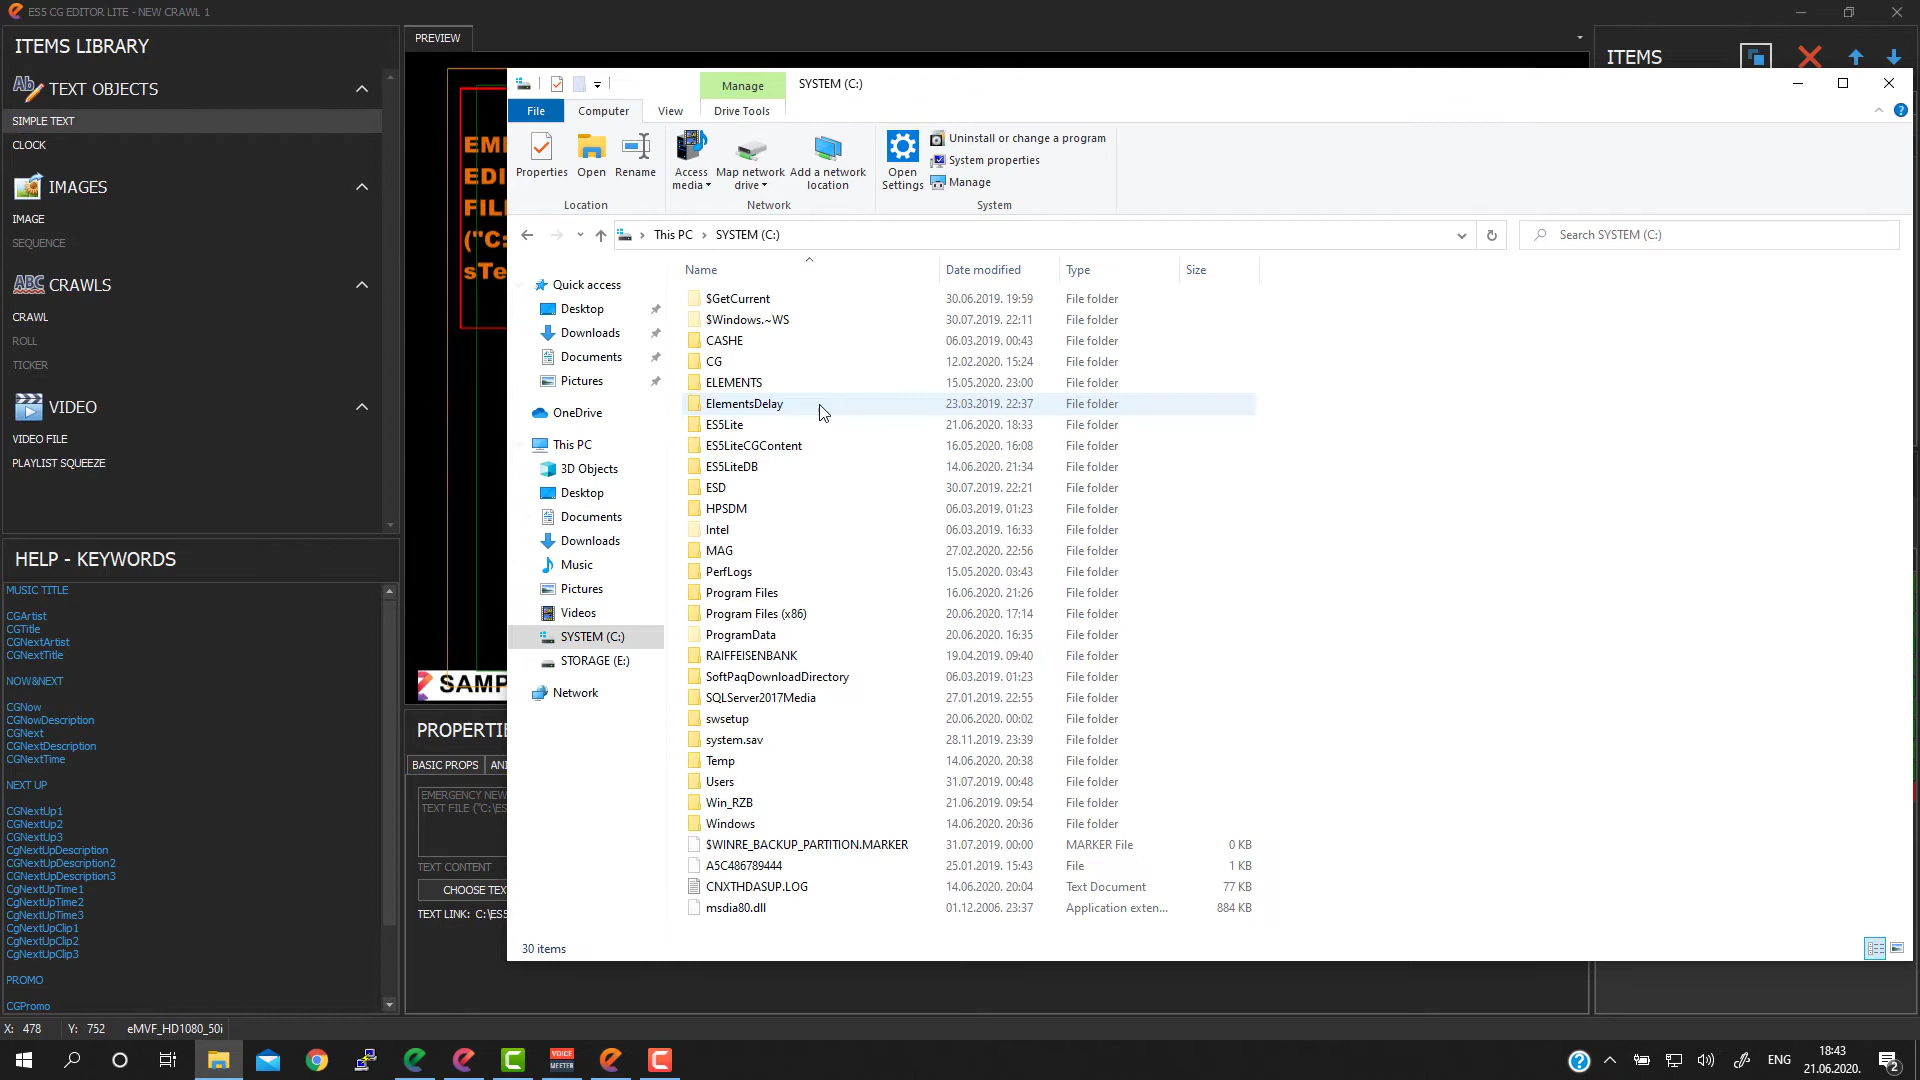 ES5 CG EDITOR LITE - NEW CRAWL 1
ITEMS LIBRARY
TEXT OBJECTS
SIMPLE TEXT
CLOCK
IMAGES
IMAGE
SEQUENCE
ABC CRAWLS
CRAWL
ROLL
TICKER
VIDEO
VIDEO FILE
PLAYLIST SQUEEZE
HELP - KEYWORDS
MUSIC TITLE
CGArtist
CGTitle
CGNextArtist
CGNextTitle
NOW&NEXT
CGNow
CGNowDescription
CGNext
CGNextDescription
CGNextTime
NEXT UP
CGNextUp1
CGNextUp2
CGNextUp3
CGNextUpDescription
CGNextUpDescription2
CGNextUpDescription3
CgNextUpTime1
CgNextUpTime2
CgNextUpTime3
CgNextUpClip1
CgNextUpClip2
CgNextUpClip3
PROMO
CGPromo
X: 478 Y: 752 eMVF_HD1080_50i
PREVIEW
EDI
FIL
("C:
sTe
SAMP
BASIC PROPS
EMERGENCY NEW
TEXT FILE ("C:\ES
TEXT CONTENT
CHOOSE TEX
TEXT LINK: C:\ES5
ITEMS
Manage SYSTEM (C:)
File Computer View Drive Tools
Properties Open Rename
Location
Access media
Map network drive
Add a network location
Network
Open Settings
Uninstall or change a program
System properties
Manage
System
This PC SYSTEM (C:)
Search SYSTEM (C:)
Quick access
Desktop
Downloads
Documents
Pictures
OneDrive
This PC
3D Objects
Desktop
Documents
Downloads
Music
Pictures
Videos
SYSTEM (C:)
STORAGE (E:)
Network
Name Date modified Type Size
$GetCurrent 30.06.2019. 19:59 File folder
$Windows.~WS 30.07.2019. 22:11 File folder
CASHE 06.03.2019. 00:43 File folder
CG 12.02.2020. 15:24 File folder
ELEMENTS 15.05.2020. 23:00 File folder
ElementsDelay 23.03.2019. 22:37 File folder
ES5Lite 21.06.2020. 18:33 File folder
ES5LiteCGContent 16.05.2020. 16:08 File folder
ES5LiteDB 14.06.2020. 21:34 File folder
ESD 30.07.2019. 22:21 File folder
HPSDM 06.03.2019. 01:23 File folder
Intel 06.03.2019. 16:33 File folder
MAG 27.02.2020. 22:56 File folder
PerfLogs 15.05.2020. 03:43 File folder
Program Files 16.06.2020. 21:26 File folder
Program Files (x86) 20.06.2020. 17:14 File folder
ProgramData 20.06.2020. 16:35 File folder
RAIFFEISENBANK 19.04.2019. 09:40 File folder
SoftPaqDownloadDirectory 06.03.2019. 01:23 File folder
SQLServer2017Media 27.01.2019. 22:55 File folder
swsetup 20.06.2020. 00:02 File folder
system.sav 28.11.2019. 23:39 File folder
Temp 14.06.2020. 20:38 File folder
Users 31.07.2019. 00:48 File folder
Win_RZB 21.06.2020. 09:54 File folder
Windows 14.06.2020. 20:36 File folder
$WINRE_BACKUP_PARTITION.MARKER 31.07.2019. 00:00 MARKER File 0 KB
A5C486789444 25.01.2019. 15:43 File 1 KB
CNXTHDASUP.LOG 14.06.2020. 20:04 Text Document 77 KB
msdia80.dll 01.12.2006. 23:37 Application exten... 884 KB
30 items
VOICE MEETER
ENG
18:43
21.06.2020.
2